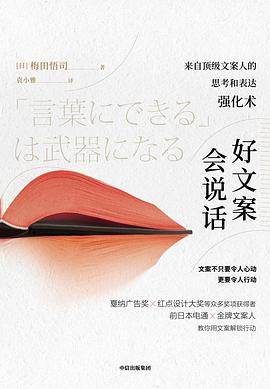 [日] 梅田悟司 著
袁小雅 译
来自顶级文案人的
思考和表达
强化术
「言葉にできる」
は武器になる
好文案
会说话
文案不只要令人心动
更要令人行动
戛纳广告奖×红点设计大奖等众多奖项获得者
前日本电通×金牌文案人
教你用文案解锁行动
中信出版集团